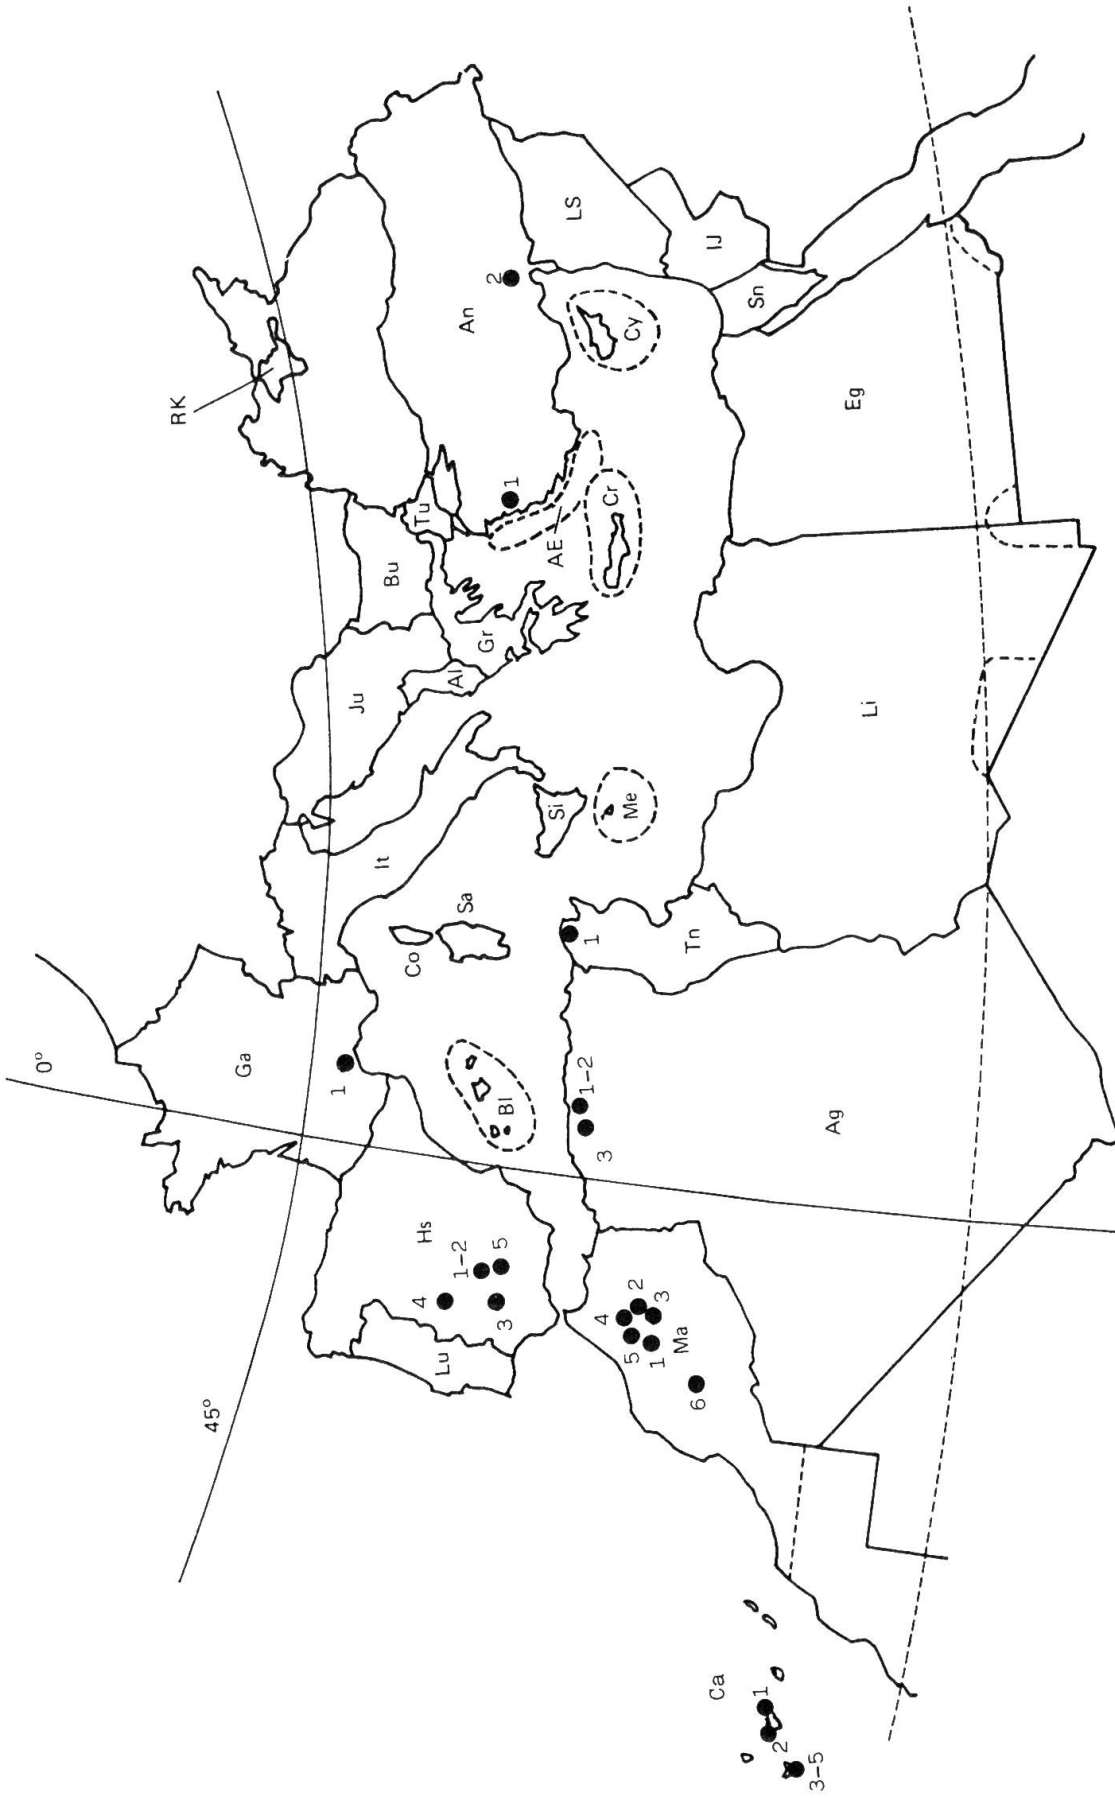 45°
0°
RK
Ga
1
Lu
Hs
4
1-2
3
5
Bl
Co
Sa
It
Si
Me
Ju
Al
Gr
Bu
Tu
AE
Cr
1
An
2
Cy
LS
IJ
Sn
Eg
Li
Tn
1
Ag
1-2
3
Ma
4
2
5
3
1
6
Ca
1
2
3-5